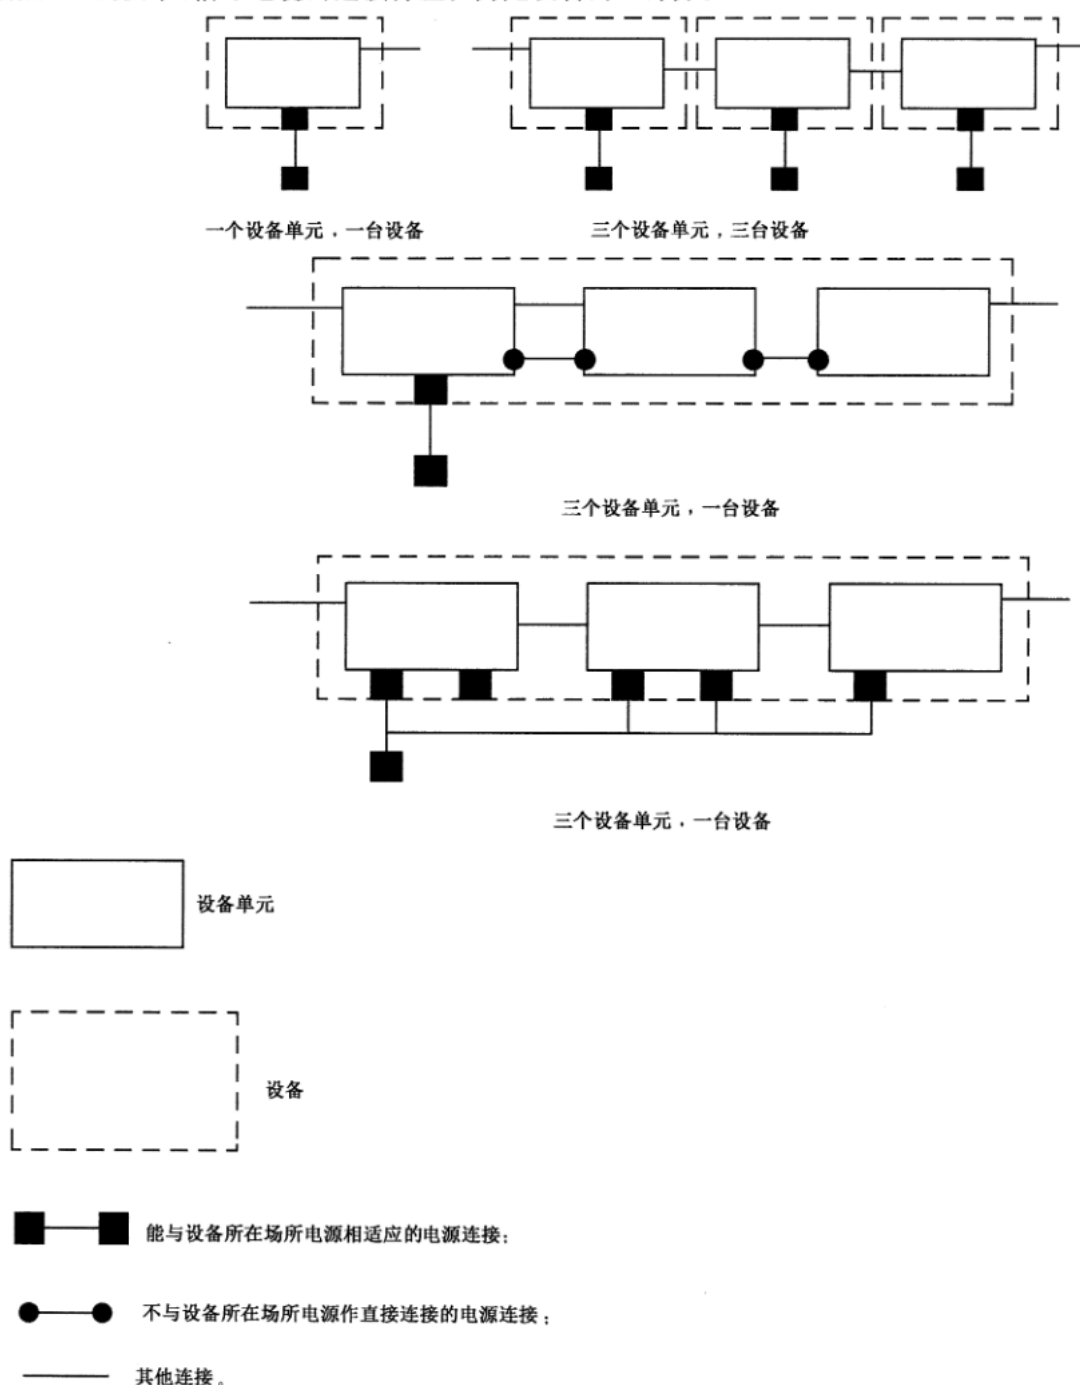 一个设备单元，一台设备
三个设备单元，三台设备
三个设备单元，一台设备
三个设备单元，一台设备
设备单元
设备
能与设备所在场所电源相适应的电源连接；
不与设备所在场所电源作直接连接的电源连接；
其他连接。